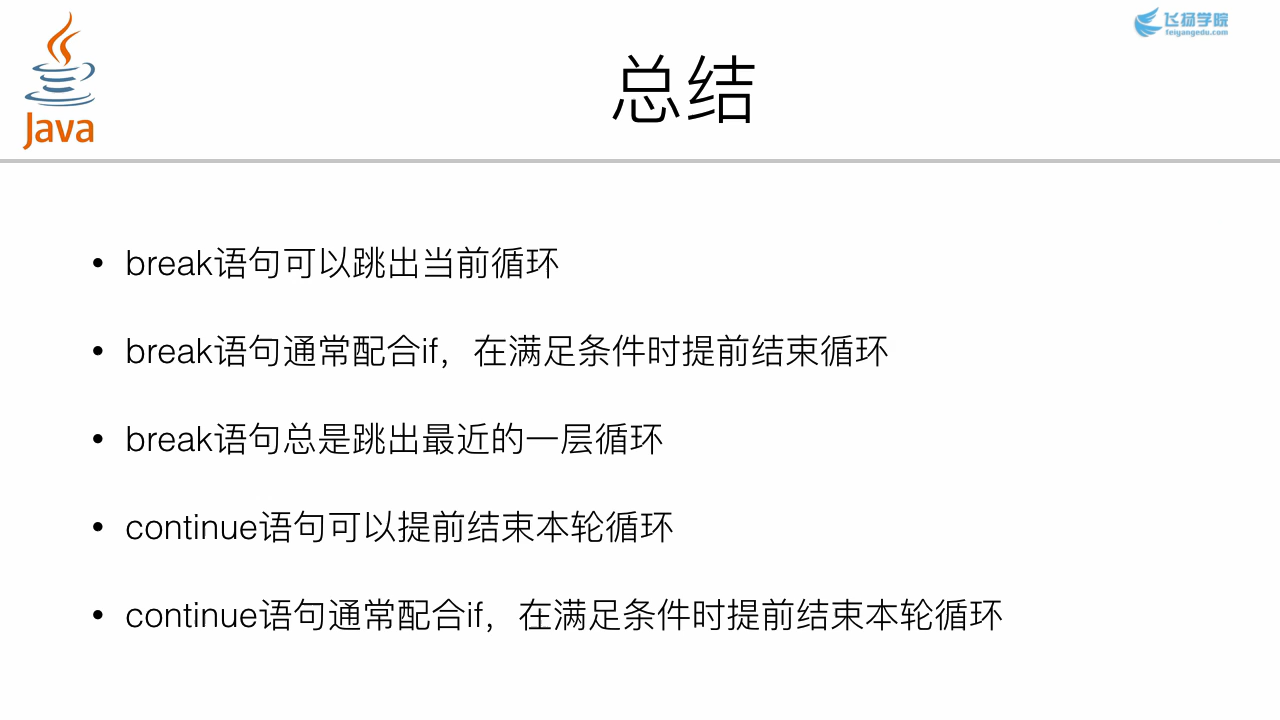 Java
飞扬学院
feiyangedu.com
总结
• break语句可以跳出当前循环
• break语句通常配合if，在满足条件时提前结束循环
• break语句总是跳出最近的一层循环
• continue语句可以提前结束本轮循环
• continue语句通常配合if，在满足条件时提前结束本轮循环